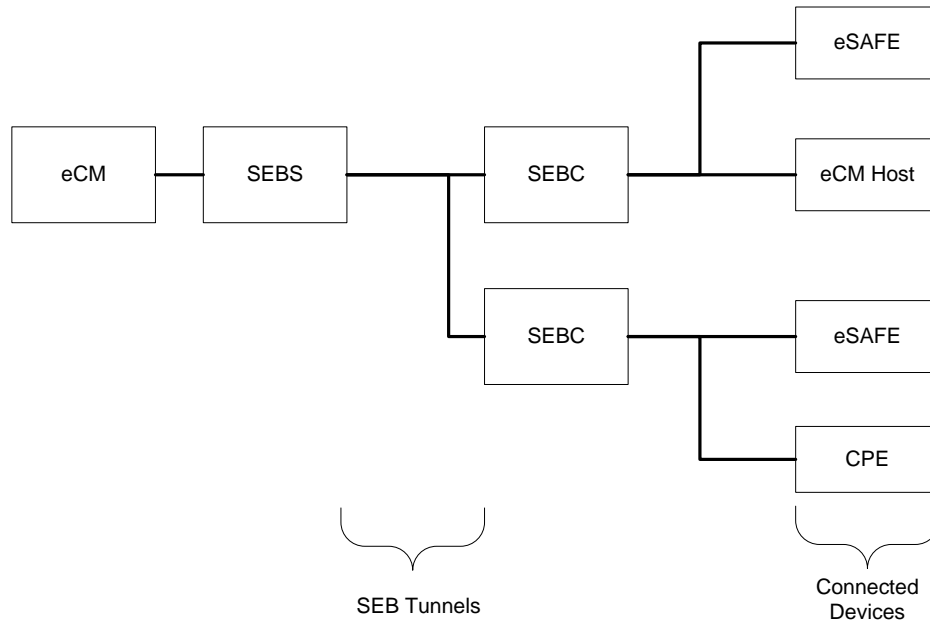 eSAFE
eCM
SEBS
SEBC
eCM Host
SEBC
eSAFE
CPE
SEB Tunnels
Connected
Devices